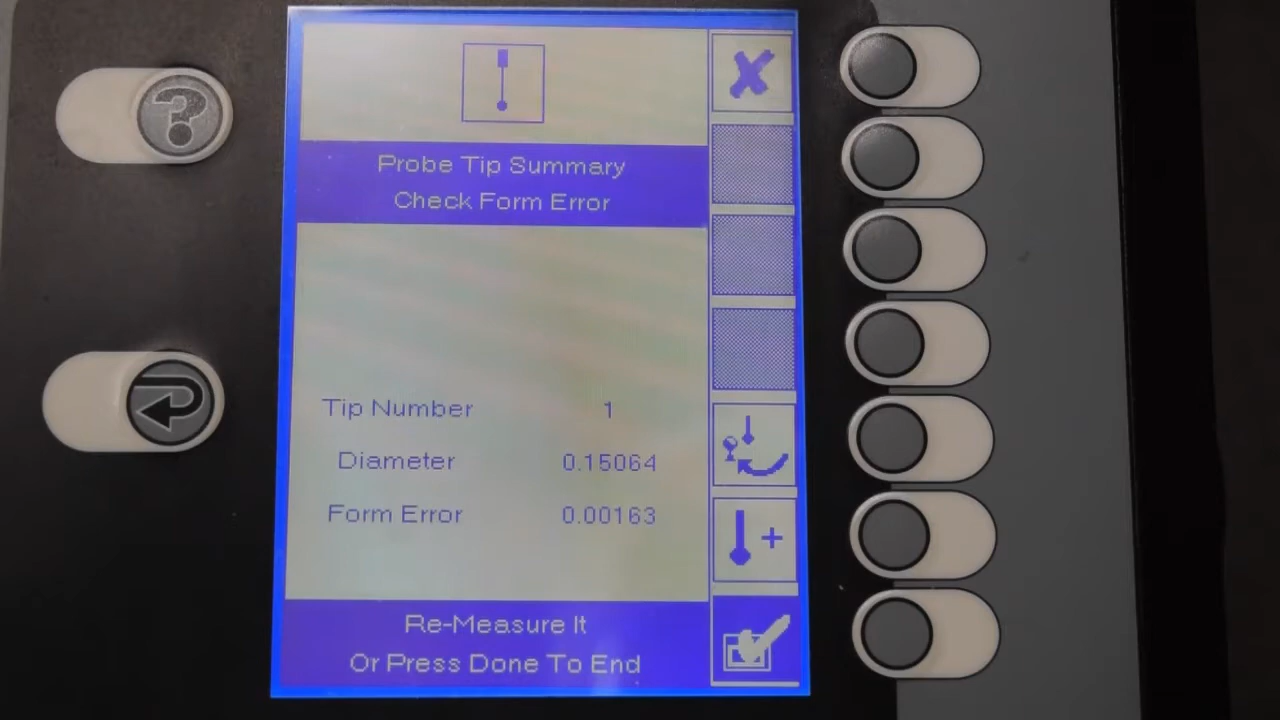 ?
Probe Tip Summary
Check Form Error
Tip Number 1
Diameter 0.15064
Form Error 0.00163
Re-Measure It
Or Press Done To End